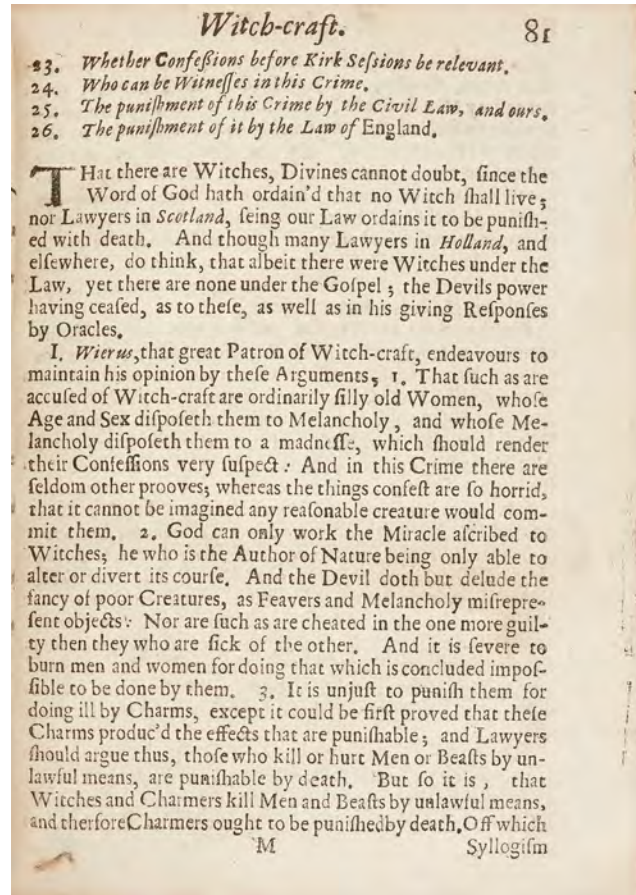 Witch-craft. 81
23. Whether Confeßions before Kirk Seſsions be relevant.
24. Who can be Witneſſes in this Crime.
25. The puniſhment of this Crime by the Civil Law, and ours.
26. The puniſhment of it by the Law of England.
THat there are Witches, Divines cannot doubt, ſince the
Word of God hath ordain'd that no Witch ſhall live;
nor Lawyers in Scotland, ſeing our Law ordains it to be puniſh-
ed with death. And though many Lawyers in Holland, and
elſewhere, do think, that albeit there were Witches under the
Law, yet there are none under the Goſpel; the Devils power
having ceaſed, as to theſe, as well as in his giving Reſponſes
by Oracles.
I. Wierus, that great Patron of Witch-craft, endeavours to
maintain his opinion by theſe Arguments, 1. That ſuch as are
accuſed of Witch-craft are ordinarily ſilly old Women, whoſe
Age and Sex diſpoſeth them to Melancholy, and whoſe Me-
lancholy diſpoſeth them to a madneſſe, which ſhould render
their Confeſſions very ſuſpect: And in this Crime there are
ſeldom other prooves; whereas the things confeſt are ſo horrid,
that it cannot be imagined any reaſonable creature would com-
mit them. 2. God can only work the Miracle aſcribed to
Witches; he who is the Author of Nature being only able to
alter or divert its courſe. And the Devil doth but delude the
fancy of poor Creatures, as Feavers and Melancholy miſrepre-
ſent objects: Nor are ſuch as are cheated in the one more guil-
ty then they who are ſick of the other. And it is ſevere to
burn men and women for doing that which is concluded impoſ-
ſible to be done by them. 3. It is unjuſt to puniſh them for
doing ill by Charms, except it could be firſt proved that theſe
Charms produc'd the effects that are puniſhable; and Lawyers
ſhould argue thus, thoſe who kill or hurt Men or Beaſts by un-
lawful means, are puniſhable by death. But ſo it is, that
Witches and Charmers kill Men and Beaſts by unlawful means,
and therfore Charmers ought to be puniſhed by death. Off which
M Syllogiſm